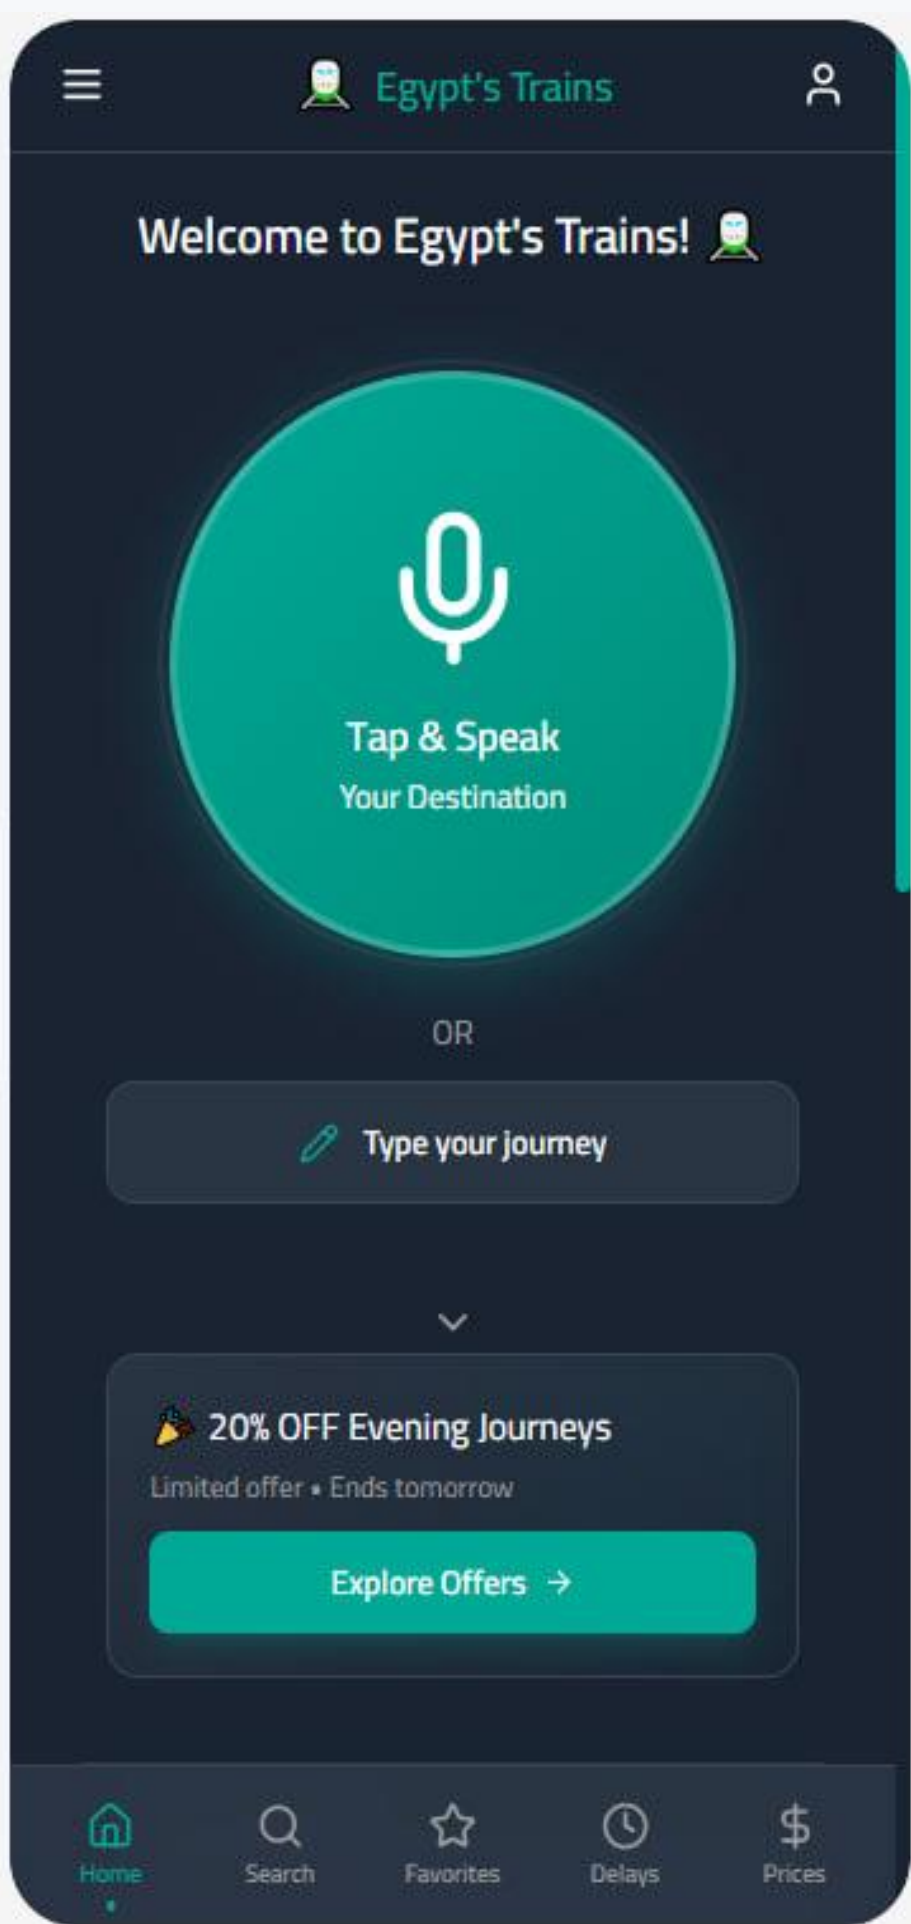 Egypt's Trains
Welcome to Egypt's Trains!
Tap & Speak
Your Destination
OR
Type your journey
20% OFF Evening Journeys
Limited offer • Ends tomorrow
Explore Offers →
Home
Search
Favorites
Delays
Prices